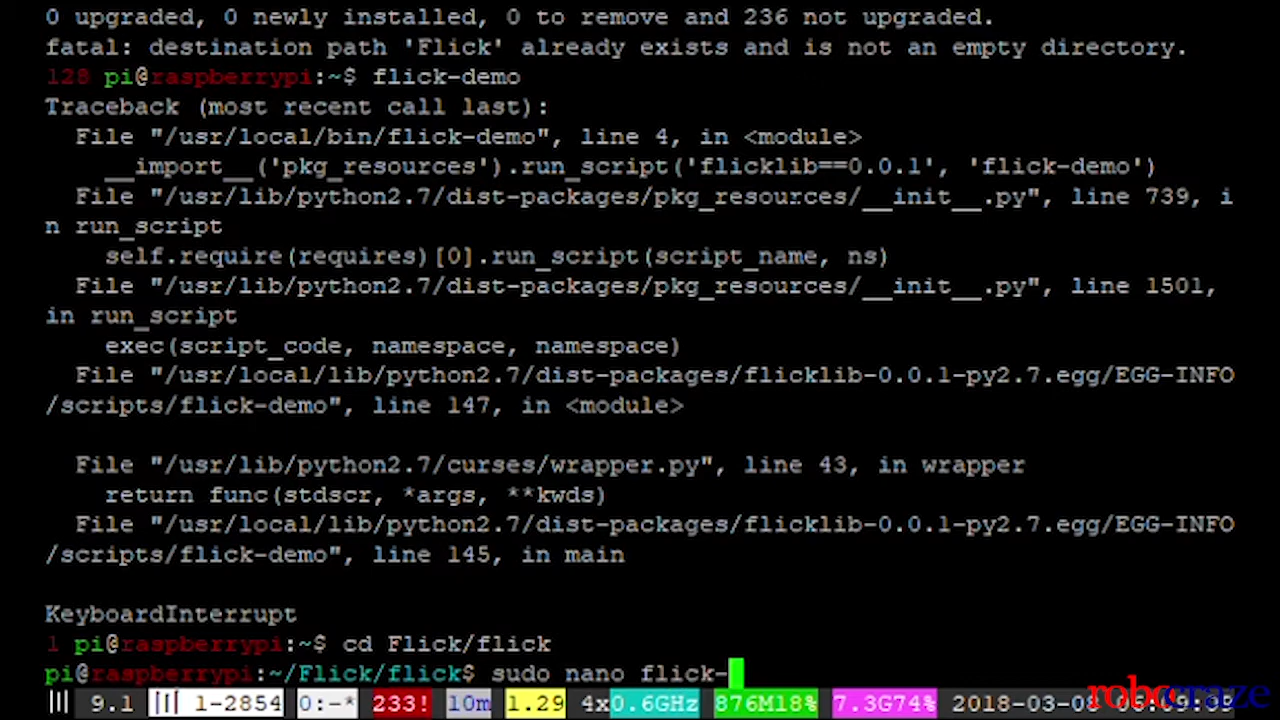 0 upgraded, 0 newly installed, 0 to remove and 236 not upgraded.
fatal: destination path 'Flick' already exists and is not an empty directory.
128 pi@raspberrypi:~$ flick-demo
Traceback (most recent call last):
  File "/usr/local/bin/flick-demo", line 4, in <module>
    __import__('pkg_resources').run_script('flicklib==0.0.1', 'flick-demo')
  File "/usr/lib/python2.7/dist-packages/pkg_resources/__init__.py", line 739, i
n run_script
    self.require(requires)[0].run_script(script_name, ns)
  File "/usr/lib/python2.7/dist-packages/pkg_resources/__init__.py", line 1501,
in run_script
    exec(script_code, namespace, namespace)
  File "/usr/local/lib/python2.7/dist-packages/flicklib-0.0.1-py2.7.egg/EGG-INFO
/scripts/flick-demo", line 147, in <module>
  File "/usr/lib/python2.7/curses/wrapper.py", line 43, in wrapper
    return func(stdscr, *args, **kwds)
  File "/usr/local/lib/python2.7/dist-packages/flicklib-0.0.1-py2.7.egg/EGG-INFO
/scripts/flick-demo", line 145, in main
KeyboardInterrupt
1 pi@raspberrypi:~$ cd Flick/flick
pi@raspberrypi:~/Flick/flick$ sudo nano flick-
9.1 1-2854 0:-* 233! 10m 1.29 4x0.6GHz 876M18% 7.3G74% robocraze